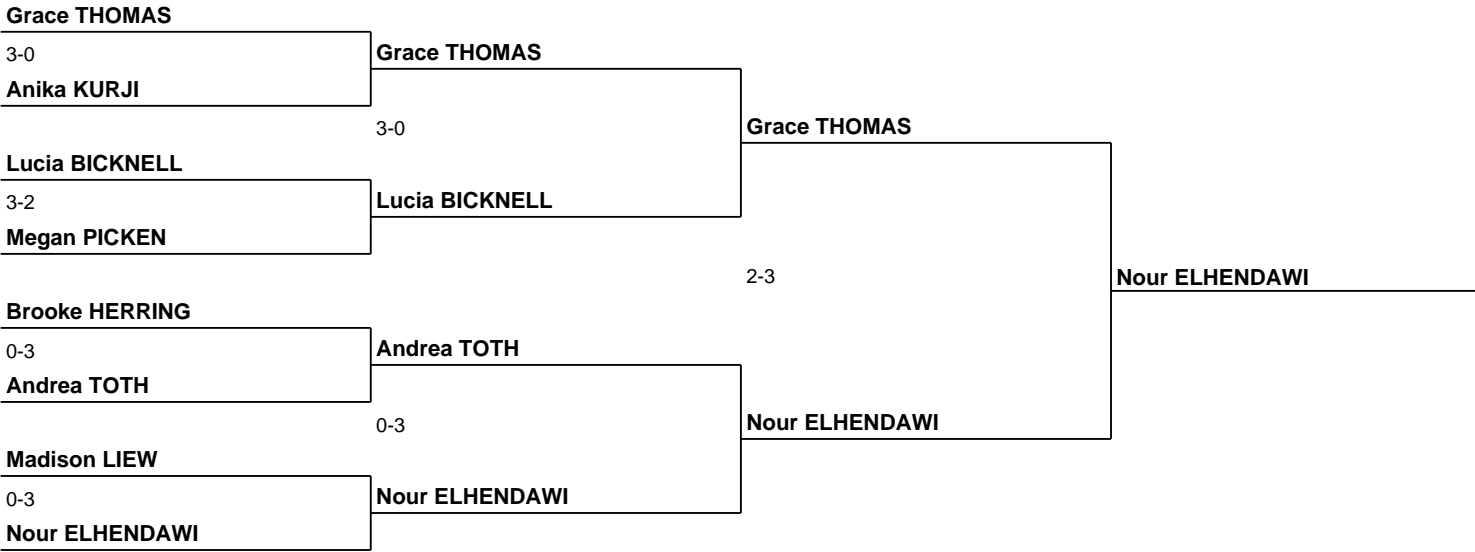 Grace THOMAS
3-0
Anika KURJI
Lucia BICKNELL
3-2
Megan PICKEN
Brooke HERRING
0-3
Andrea TOTH
Madison LIEW
0-3
Nour ELHENDAWI
Grace THOMAS
3-0
Lucia BICKNELL
Andrea TOTH
0-3
Nour ELHENDAWI
Grace THOMAS
2-3
Nour ELHENDAWI
Nour ELHENDAWI